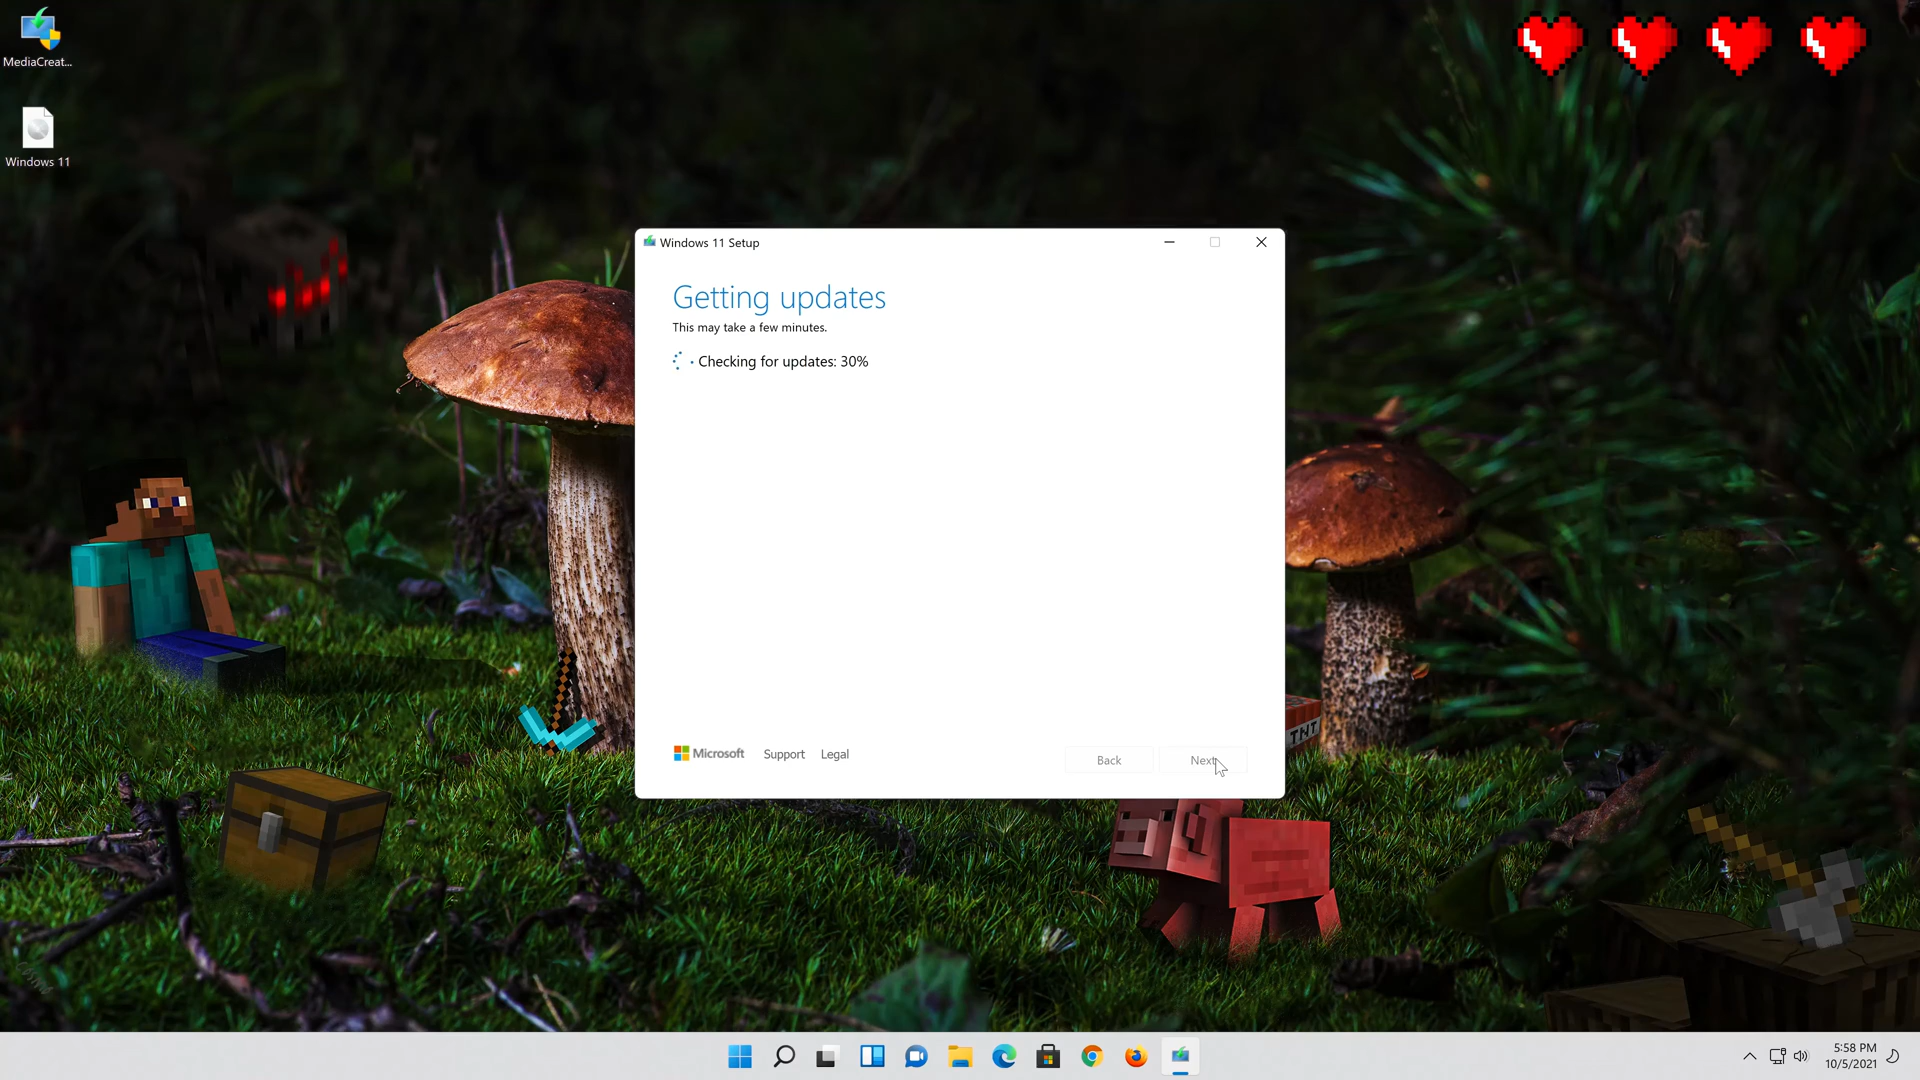 MediaCreat...
Windows 11
Windows 11 Setup
Getting updates
This may take a few minutes.
Checking for updates: 30%
Microsoft
Support
Legal
Back
Next
TNT
5:58 PM
10/5/2021